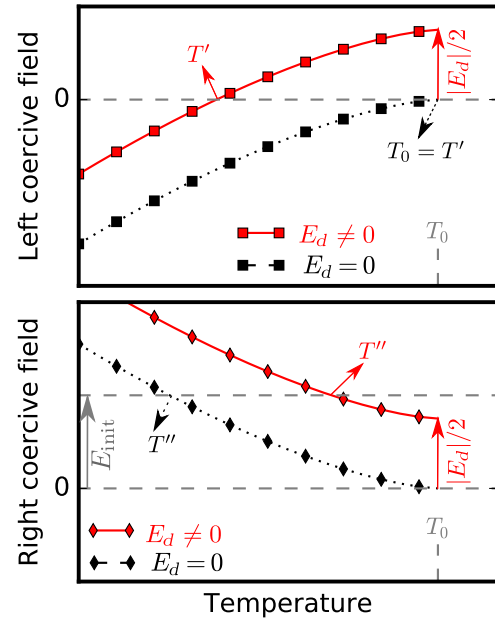 Left coercive field
0
T′
|E_d|/2
T_0 = T′
T_0
E_d ≠ 0
E_d = 0
Right coercive field
0
E_init
T″
T″
|E_d|/2
T_0
E_d ≠ 0
E_d = 0
Temperature